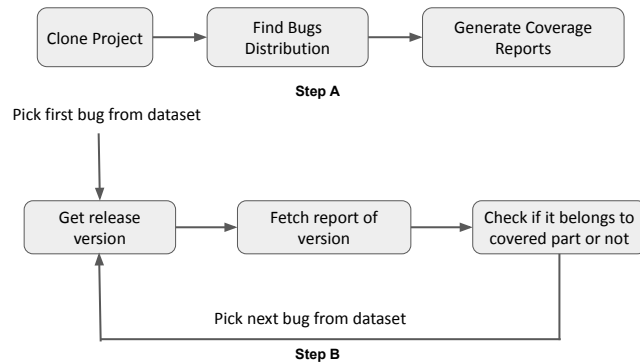 Clone Project
Find Bugs
Distribution
Generate Coverage
Reports
Step A
Pick first bug from dataset
Get release
version
Fetch report of
version
Check if it belongs to
covered part or not
Pick next bug from dataset
Step B